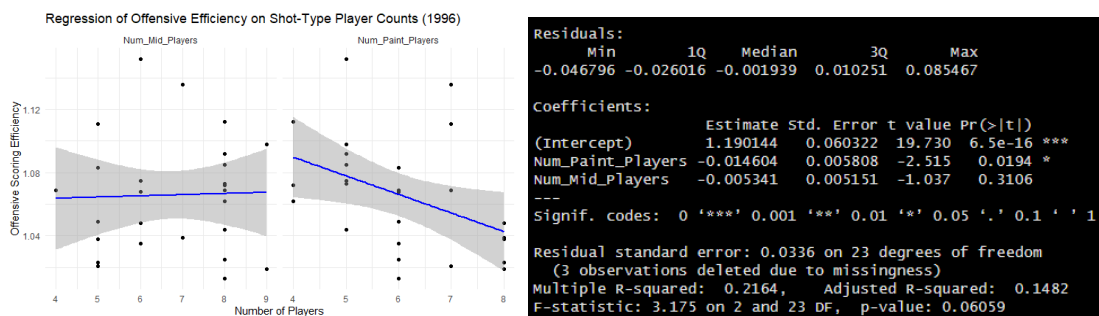 Regression of Offensive Efficiency on Shot-Type Player Counts (1996)
Num_Mid_Players Num_Paint_Players
Offensive Scoring Efficiency
1.12
1.08
1.04
4 5 6 7 8 9 4 5 6 7 8
Number of Players
Residuals:
Min 1Q Median 3Q Max
-0.046796 -0.026016 -0.001939 0.010251 0.085467
Coefficients:
Estimate Std. Error t value Pr(>|t|)
(Intercept) 1.190144 0.060322 19.730 6.5e-16 ***
Num_Paint_Players -0.014604 0.005808 -2.515 0.0194 *
Num_Mid_Players -0.005341 0.005151 -1.037 0.3106
---
Signif. codes: 0 ‘***’ 0.001 ‘**’ 0.01 ‘*’ 0.05 ‘.’ 0.1 ‘ ’ 1
Residual standard error: 0.0336 on 23 degrees of freedom
(3 observations deleted due to missingness)
Multiple R-squared: 0.2164, Adjusted R-squared: 0.1482
F-statistic: 3.175 on 2 and 23 DF, p-value: 0.06059